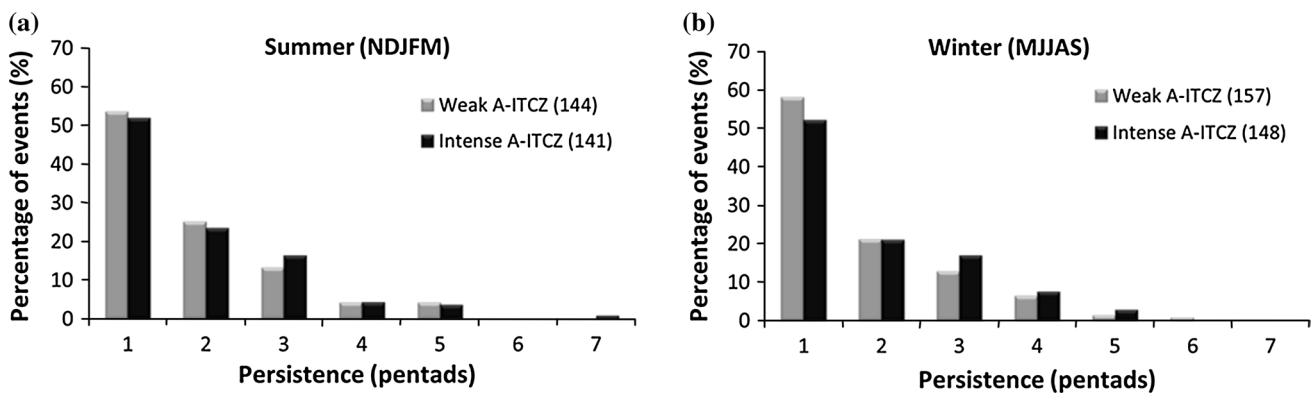 (a)
Summer (NDJFM)
Percentage of events (%)
70
60
50
40
30
20
10
0
Weak A-ITCZ (144)
Intense A-ITCZ (141)
1 2 3 4 5 6 7
Persistence (pentads)
(b)
Winter (MJJAS)
Percentage of events (%)
70
60
50
40
30
20
10
0
Weak A-ITCZ (157)
Intense A-ITCZ (148)
1 2 3 4 5 6 7
Persistence (pentads)